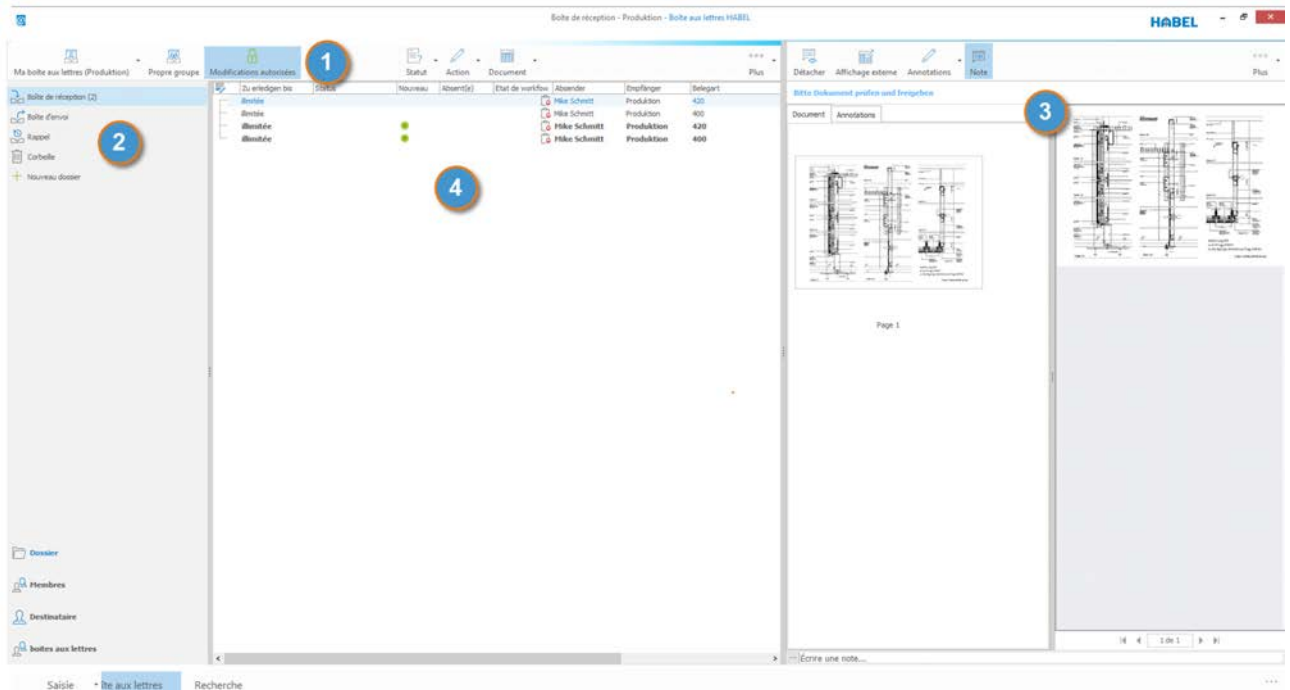 Boîte de réception - Produktion - Boîte aux lettres HABEL
HABEL
Ma boîte aux lettres (Produktion) Propre groupe Modifications autorisées Statut Action Document Plus
Détacher Affichage externe Annotations Note Plus
1
Zu erledigen bis Status Nouveau Absent(e) Etat de workflow Absender Empfänger Belegart
illimitée Mike Schmitt Produktion 420
illimitée Mike Schmitt Produktion 400
illimitée Mike Schmitt Produktion 420
illimitée Mike Schmitt Produktion 400
4
Boîte de réception (2)
Boîte d'envoi
Rappel
Corbeille
Nouveau dossier
2
Bitte Dokument prüfen und freigeben
Document Annotations
3
Page 1
Dossier
Membres
Destinataire
boîtes aux lettres
1 de 1
Écrire une note...
Saisie îte aux lettres Recherche